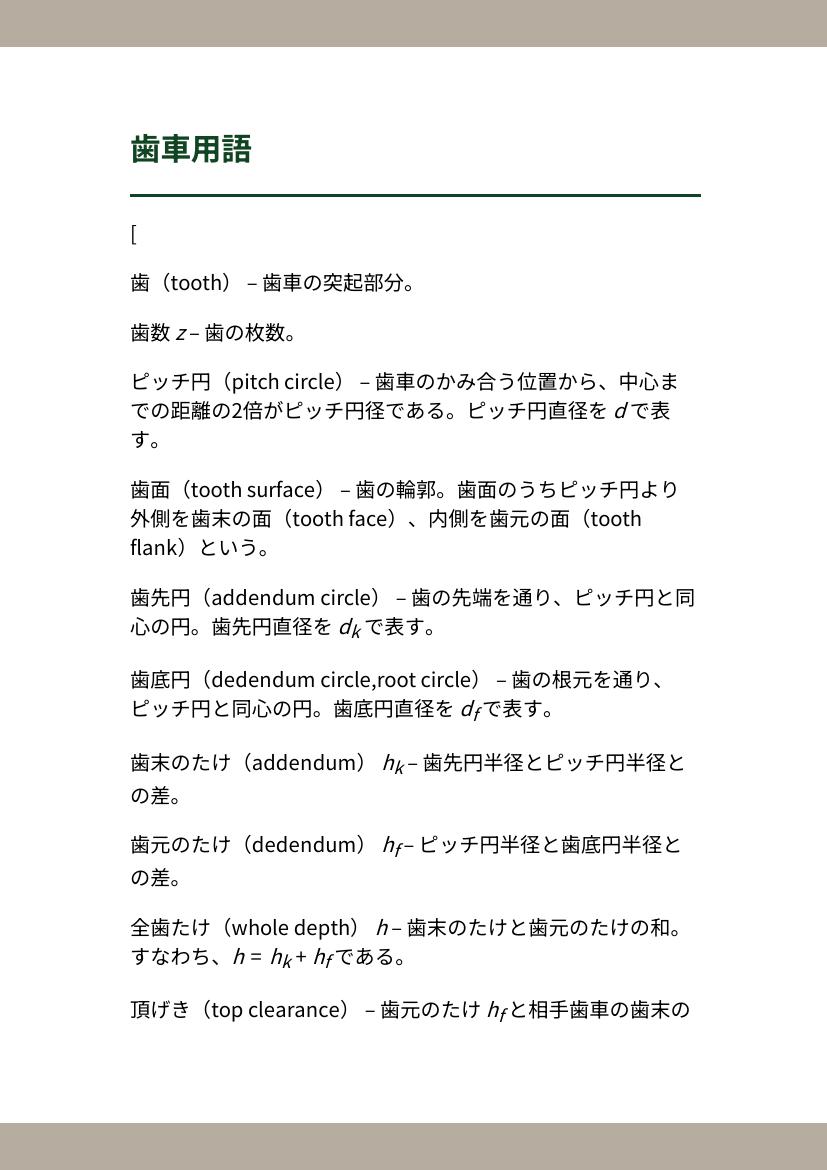 歯車用語
[
歯（tooth） – 歯車の突起部分。
歯数 z – 歯の枚数。
ピッチ円（pitch circle） – 歯車のかみ合う位置から、中心ま
での距離の2倍がピッチ円径である。ピッチ円直径を d で表
す。
歯面（tooth surface） – 歯の輪郭。歯面のうちピッチ円より
外側を歯末の面（tooth face）、内側を歯元の面（tooth
flank）という。
歯先円（addendum circle） – 歯の先端を通り、ピッチ円と同
心の円。歯先円直径を dk で表す。
歯底円（dedendum circle,root circle） – 歯の根元を通り、
ピッチ円と同心の円。歯底円直径を df で表す。
歯末のたけ（addendum） hk – 歯先円半径とピッチ円半径と
の差。
歯元のたけ（dedendum） hf – ピッチ円半径と歯底円半径と
の差。
全歯たけ（whole depth） h – 歯末のたけと歯元のたけの和。
すなわち、h = hk + hf である。
頂げき（top clearance） – 歯元のたけ hf と相手歯車の歯末の